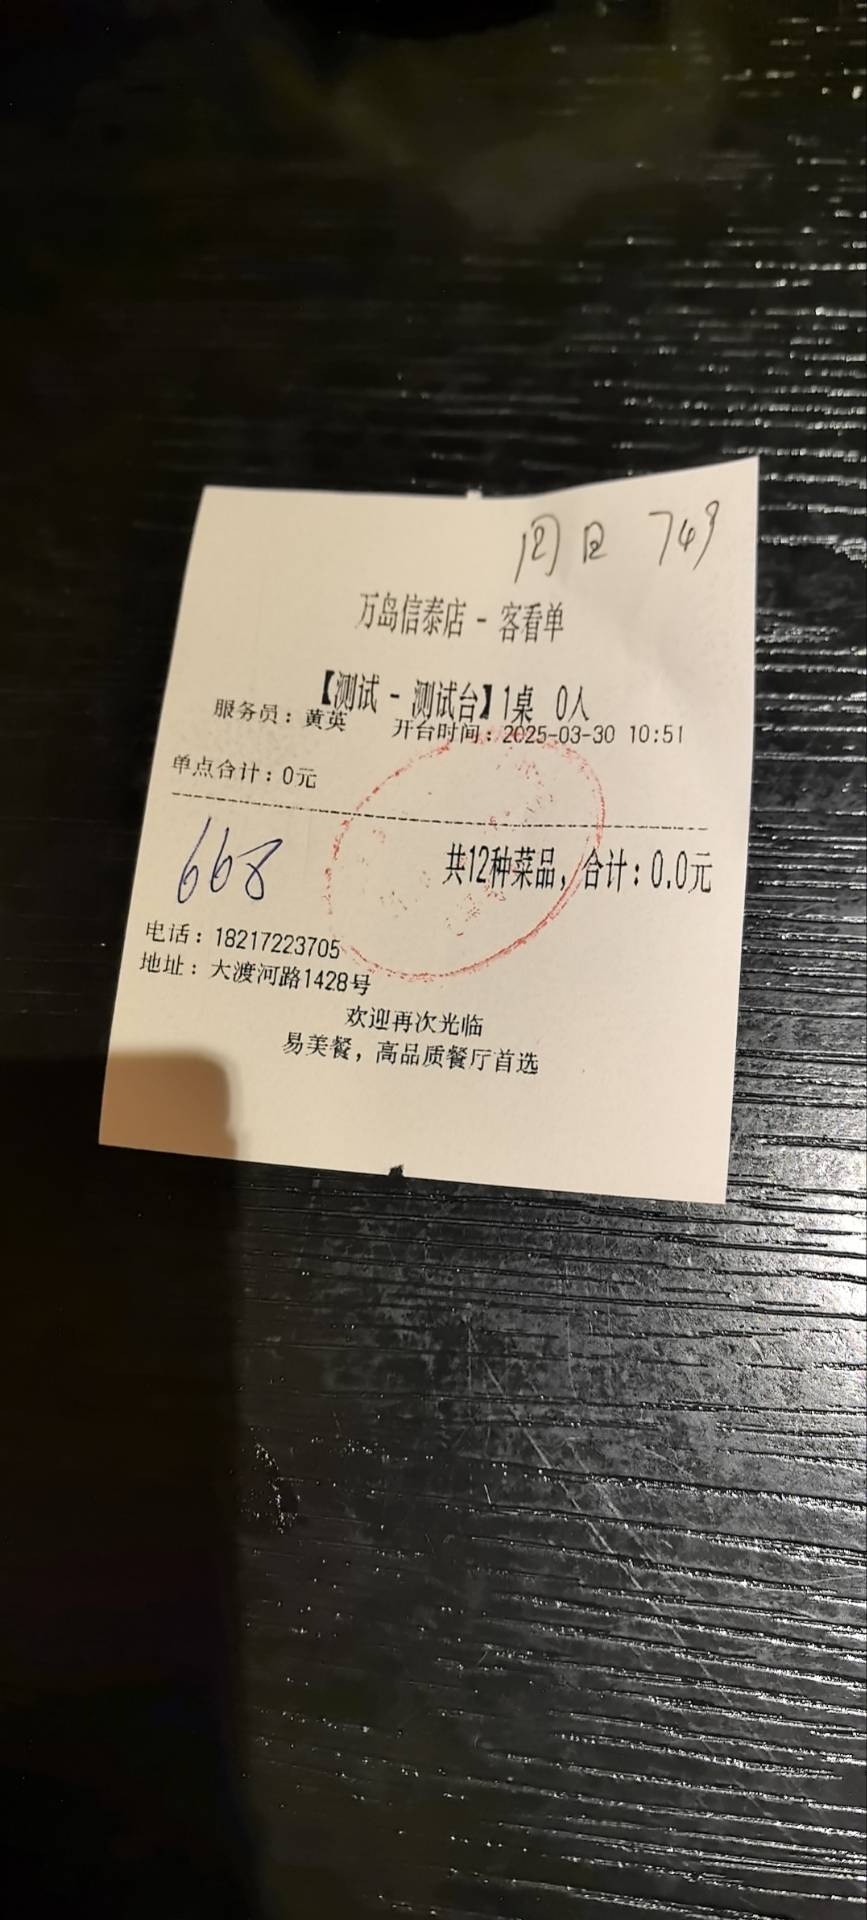 周日 749
万岛信泰店 - 客看单
【测试 - 测试台】1桌 0人
服务员：黄英 开台时间：2025-03-30 10:51
单点合计：0元
668
共12种菜品，合计：0.0元
电话：18217223705
地址：大渡河路1428号
欢迎再次光临
易美餐，高品质餐厅首选